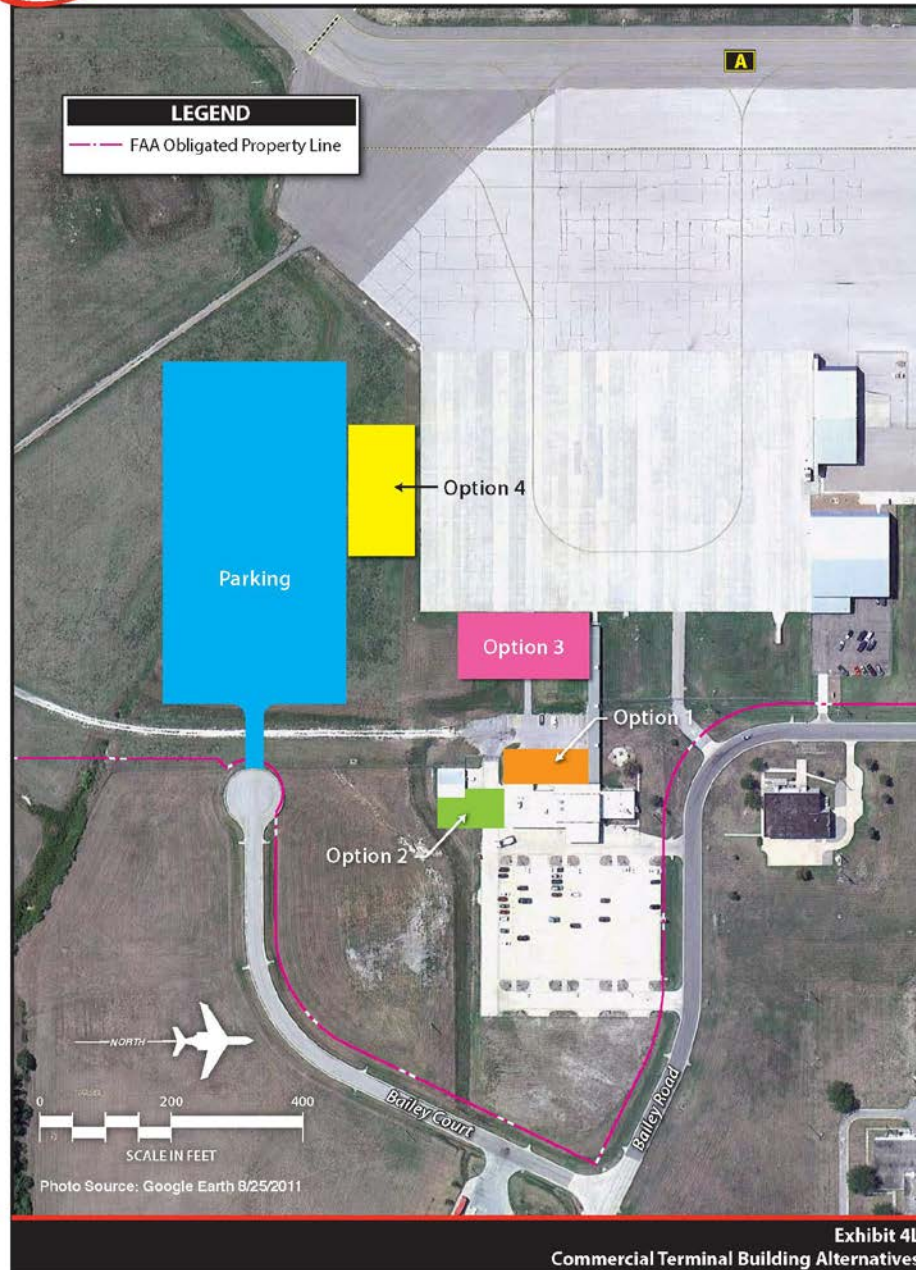 A
LEGEND
FAA Obligated Property Line
Option 4
Parking
Option 3
Option 1
Option 2
NORTH
0 200 400
SCALE IN FEET
Bailey Court
Bailey Road
Photo Source: Google Earth 8/25/2011
Exhibit 4L
Commercial Terminal Building Alternatives